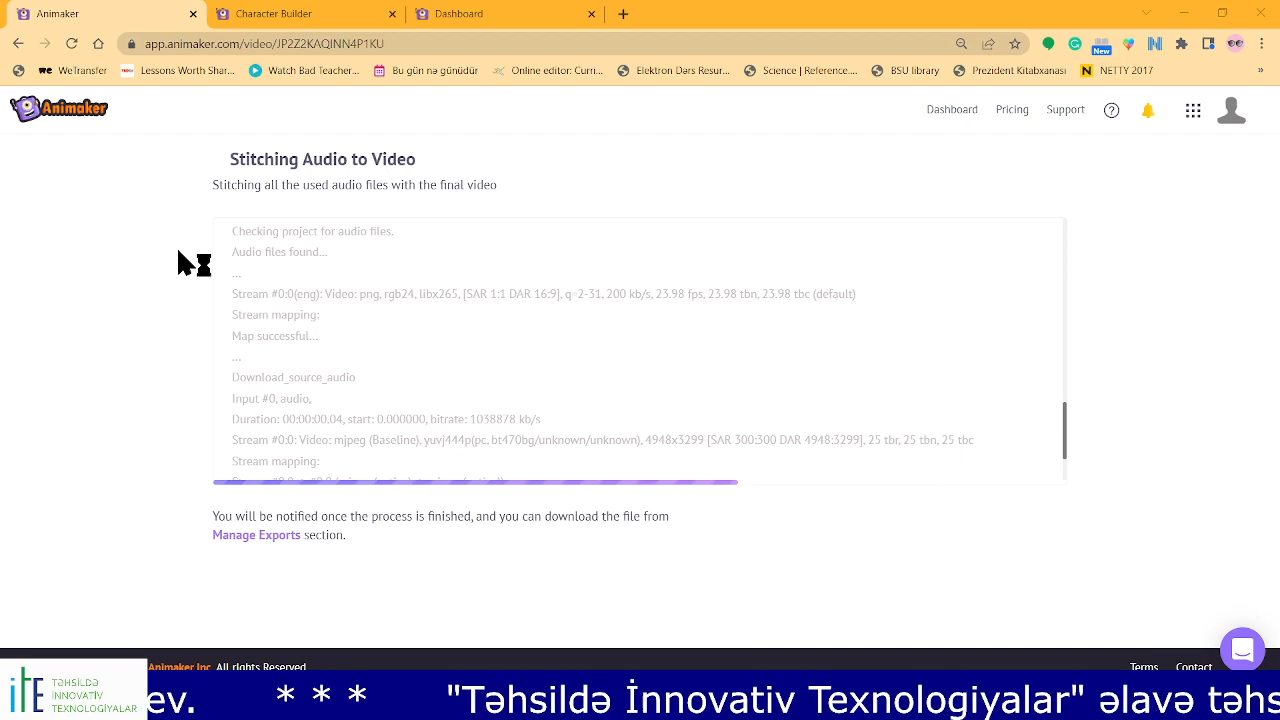 Animaker
Character Builder
Dashboard
app.animaker.com/video/JP2Z2KAQJNN4P1KU
New
WeTransfer
Lessons Worth Shar...
Watch Bad Teacher...
Bu gün nə günüdür
Online editor: Curri...
Elektron Dars Resur...
Science | Reference...
BSU library
Prezident Kitabxanası
NETTY 2017
»
Animaker
Dashboard
Pricing
Support
Stitching Audio to Video
Stitching all the used audio files with the final video
Checking project for audio files.
Audio files found...
...
Stream #0:0(eng): Video: png, rgb24, libx265, [SAR 1:1 DAR 16:9], q=2-31, 200 kb/s, 23.98 fps, 23.98 tbn, 23.98 tbc (default)
Stream mapping:
Map successful...
...
Download_source_audio
Input #0, audio,
Duration: 00:00:00.04, start: 0.000000, bitrate: 1038878 kb/s
Stream #0:0: Video: mjpeg (Baseline), yuvj444p(pc, bt470bg/unknown/unknown), 4948x3299 [SAR 300:300 DAR 4948:3299], 25 tbr, 25 tbn, 25 tbc
Stream mapping:
You will be notified once the process is finished, and you can download the file from
Manage Exports section.
Animaker Inc. All rights Reserved
Terms
Contact
iTE TƏHSİLDƏ
İNNOVATİV
TEXNOLOGİYALAR
ev. * * * "Təhsildə İnnovativ Texnologiyalar" əlavə təhs